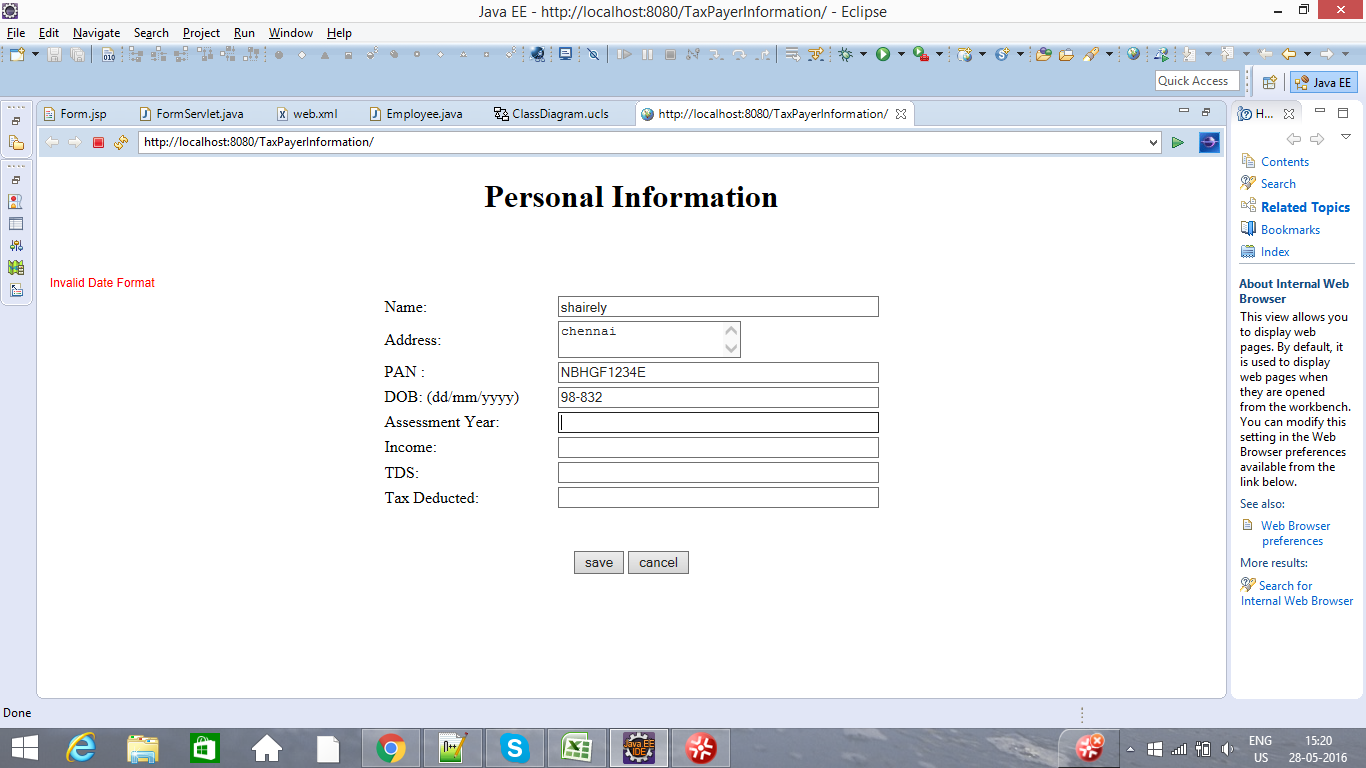 Java EE - http://localhost:8080/TaxPayerInformation/ - Eclipse
File Edit Navigate Search Project Run Window Help
010
Quick Access
Java EE
Form.jsp FormServlet.java web.xml Employee.java ClassDiagram.ucls http://localhost:8080/TaxPayerInformation/
H...
http://localhost:8080/TaxPayerInformation/
Personal Information
Invalid Date Format
Name: shairely
Address: chennai
PAN : NBHGF1234E
DOB: (dd/mm/yyyy) 98-832
Assessment Year:
Income:
TDS:
Tax Deducted:
save cancel
Contents
Search
Related Topics
Bookmarks
Index
About Internal Web
Browser
This view allows you
to display web
pages. By default, it
is used to display
web pages when
they are opened
from the workbench.
You can modify this
setting in the Web
Browser preferences
available from the
link below.
See also:
Web Browser
preferences
More results:
Search for
Internal Web Browser
Done
Java EE
IDE
ENG
US
15:20
28-05-2016